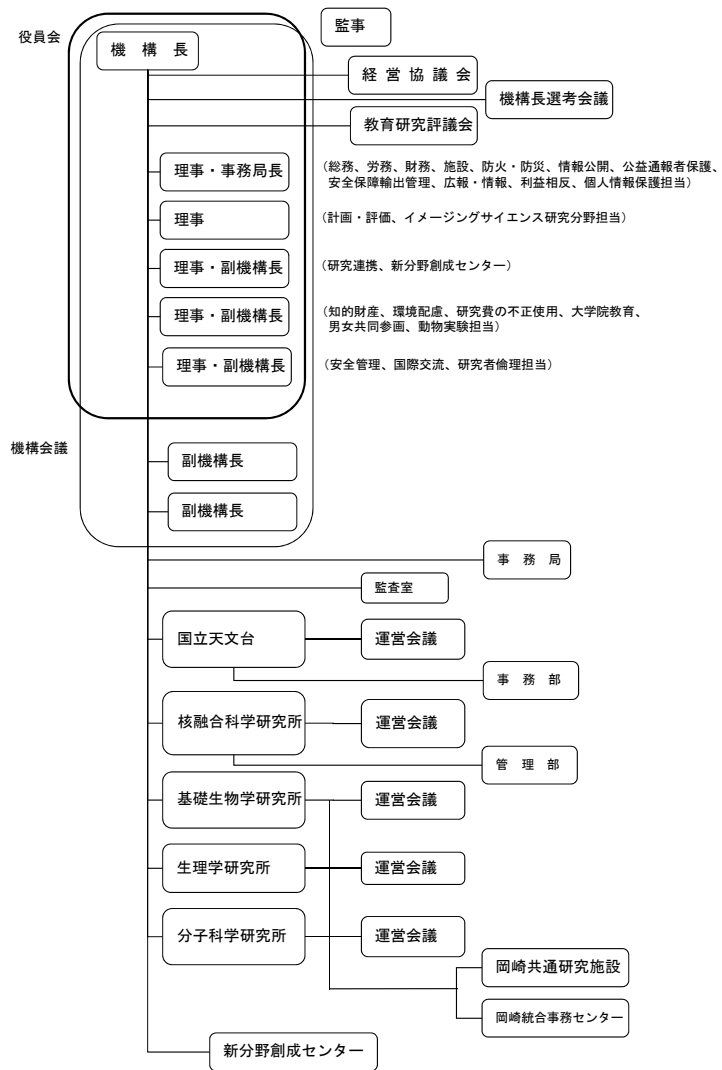 役員会
監事
機 構 長
経 営 協 議 会
機構長選考会議
教育研究評議会
理事・事務局長
（総務、労務、財務、施設、防火・防災、情報公開、公益通報者保護、
安全保障輸出管理、広報・情報、利益相反、個人情報保護担当）
理事
（計画・評価、イメージングサイエンス研究分野担当）
理事・副機構長
（研究連携、新分野創成センター）
理事・副機構長
（知的財産、環境配慮、研究費の不正使用、大学院教育、
男女共同参画、動物実験担当）
理事・副機構長
（安全管理、国際交流、研究者倫理担当）
機構会議
副機構長
副機構長
事 務 局
監査室
国立天文台
運営会議
事 務 部
核融合科学研究所
運営会議
管 理 部
基礎生物学研究所
運営会議
生理学研究所
運営会議
分子科学研究所
運営会議
岡崎共通研究施設
岡崎統合事務センター
新分野創成センター